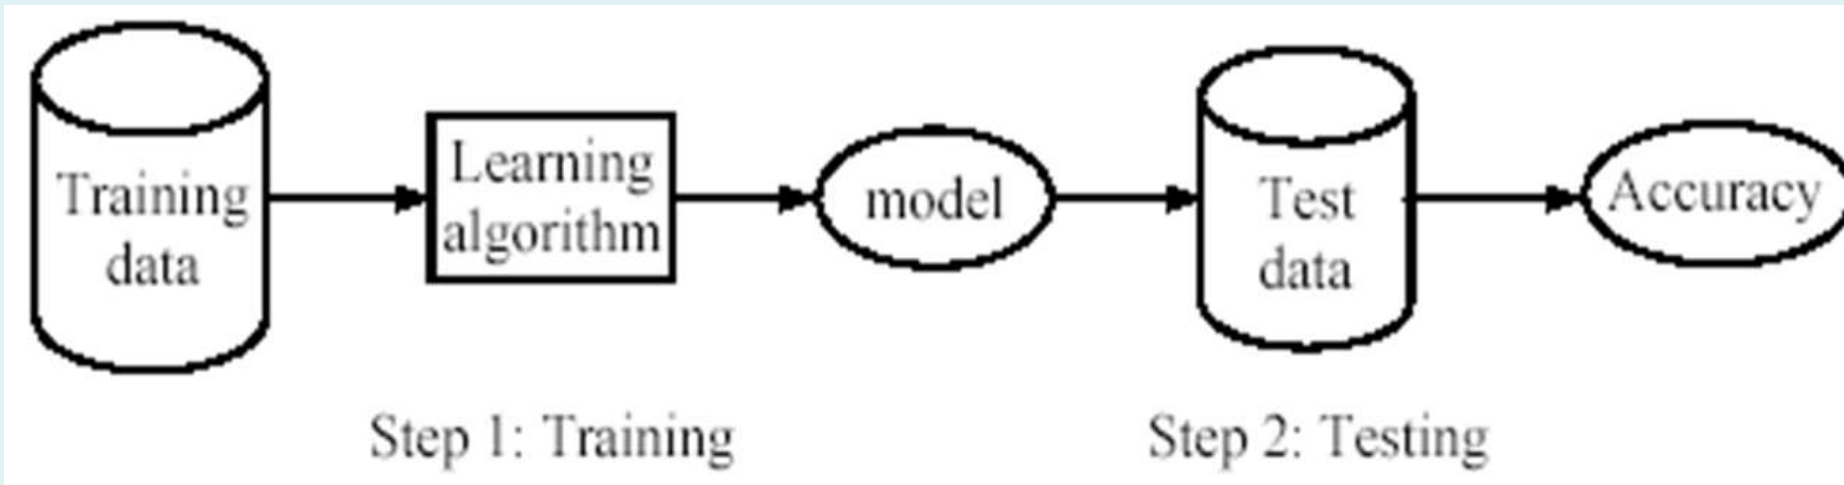 Training
data
Learning
algorithm
model
Test
data
Accuracy
Step 1: Training
Step 2: Testing